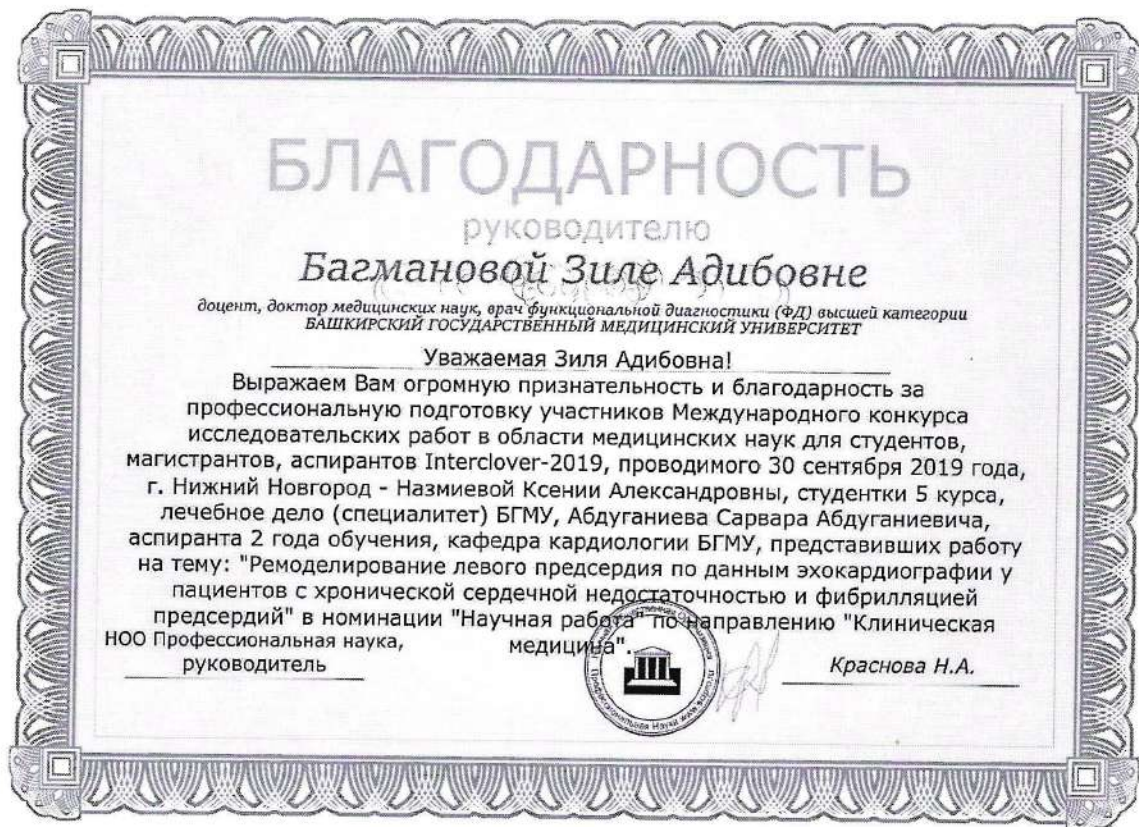 БЛАГОДАРНОСТЬ
руководителю
Багмановой Зиле Адибовне
доцент, доктор медицинских наук, врач функциональной диагностики (ФД) высшей категории
БАШКИРСКИЙ ГОСУДАРСТВЕННЫЙ МЕДИЦИНСКИЙ УНИВЕРСИТЕТ
Уважаемая Зиля Адибовна!
Выражаем Вам огромную признательность и благодарность за
профессиональную подготовку участников Международного конкурса
исследовательских работ в области медицинских наук для студентов,
магистрантов, аспирантов Interclover-2019, проводимого 30 сентября 2019 года,
г. Нижний Новгород - Назмиевой Ксении Александровны, студентки 5 курса,
лечебное дело (специалитет) БГМУ, Абдуганиева Сарвара Абдуганиевича,
аспиранта 2 года обучения, кафедра кардиологии БГМУ, представивших работу
на тему: "Ремоделирование левого предсердия по данным эхокардиографии у
пациентов с хронической сердечной недостаточностью и фибрилляцией
предсердий" в номинации "Научная работа" по направлению "Клиническая
медицина".
НОО Профессиональная наука,
руководитель
Краснова Н.А.
Профессиональная Наука